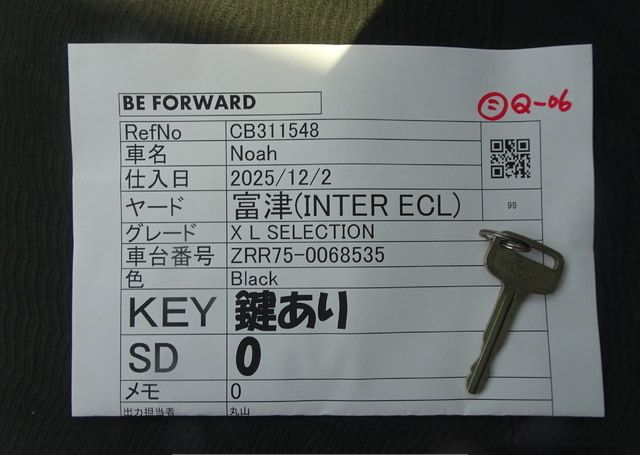 BE FORWARD
㊁Q-06
RefNo CB311548
車名 Noah
仕入日 2025/12/2
ヤード 富津(INTER ECL) 99
グレード X L SELECTION
車台番号 ZRR75-0068535
色 Black
KEY 鍵あり
SD 0
メモ 0
出力担当者 丸山